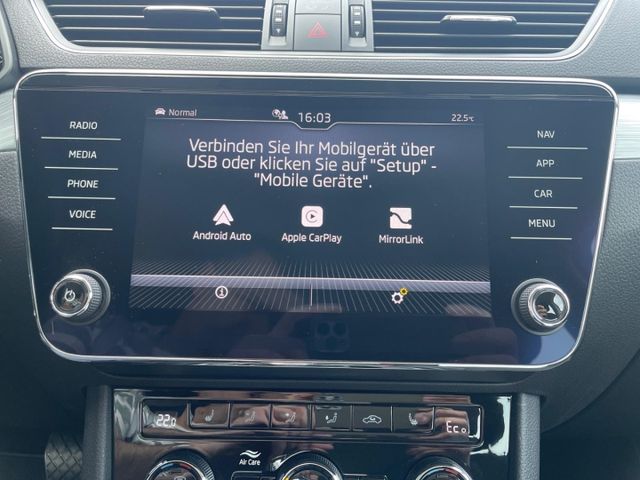 RADIO
MEDIA
PHONE
VOICE
Normal
16:03
22.5°C
Verbinden Sie Ihr Mobilgerät über
USB oder klicken Sie auf "Setup" -
"Mobile Geräte".
Android Auto
Apple CarPlay
MirrorLink
NAV
APP
CAR
MENU
22.0
Eco
Air Care